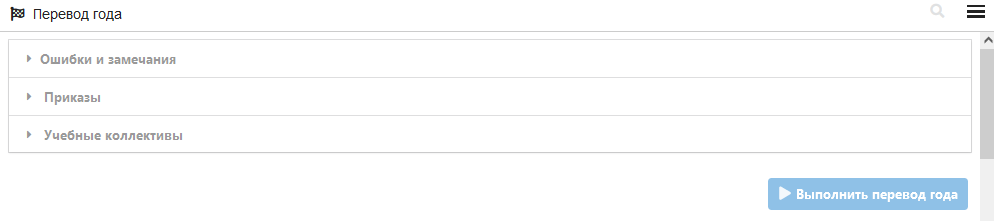 Перевод года
Ошибки и замечания
Приказы
Учебные коллективы
Выполнить перевод года